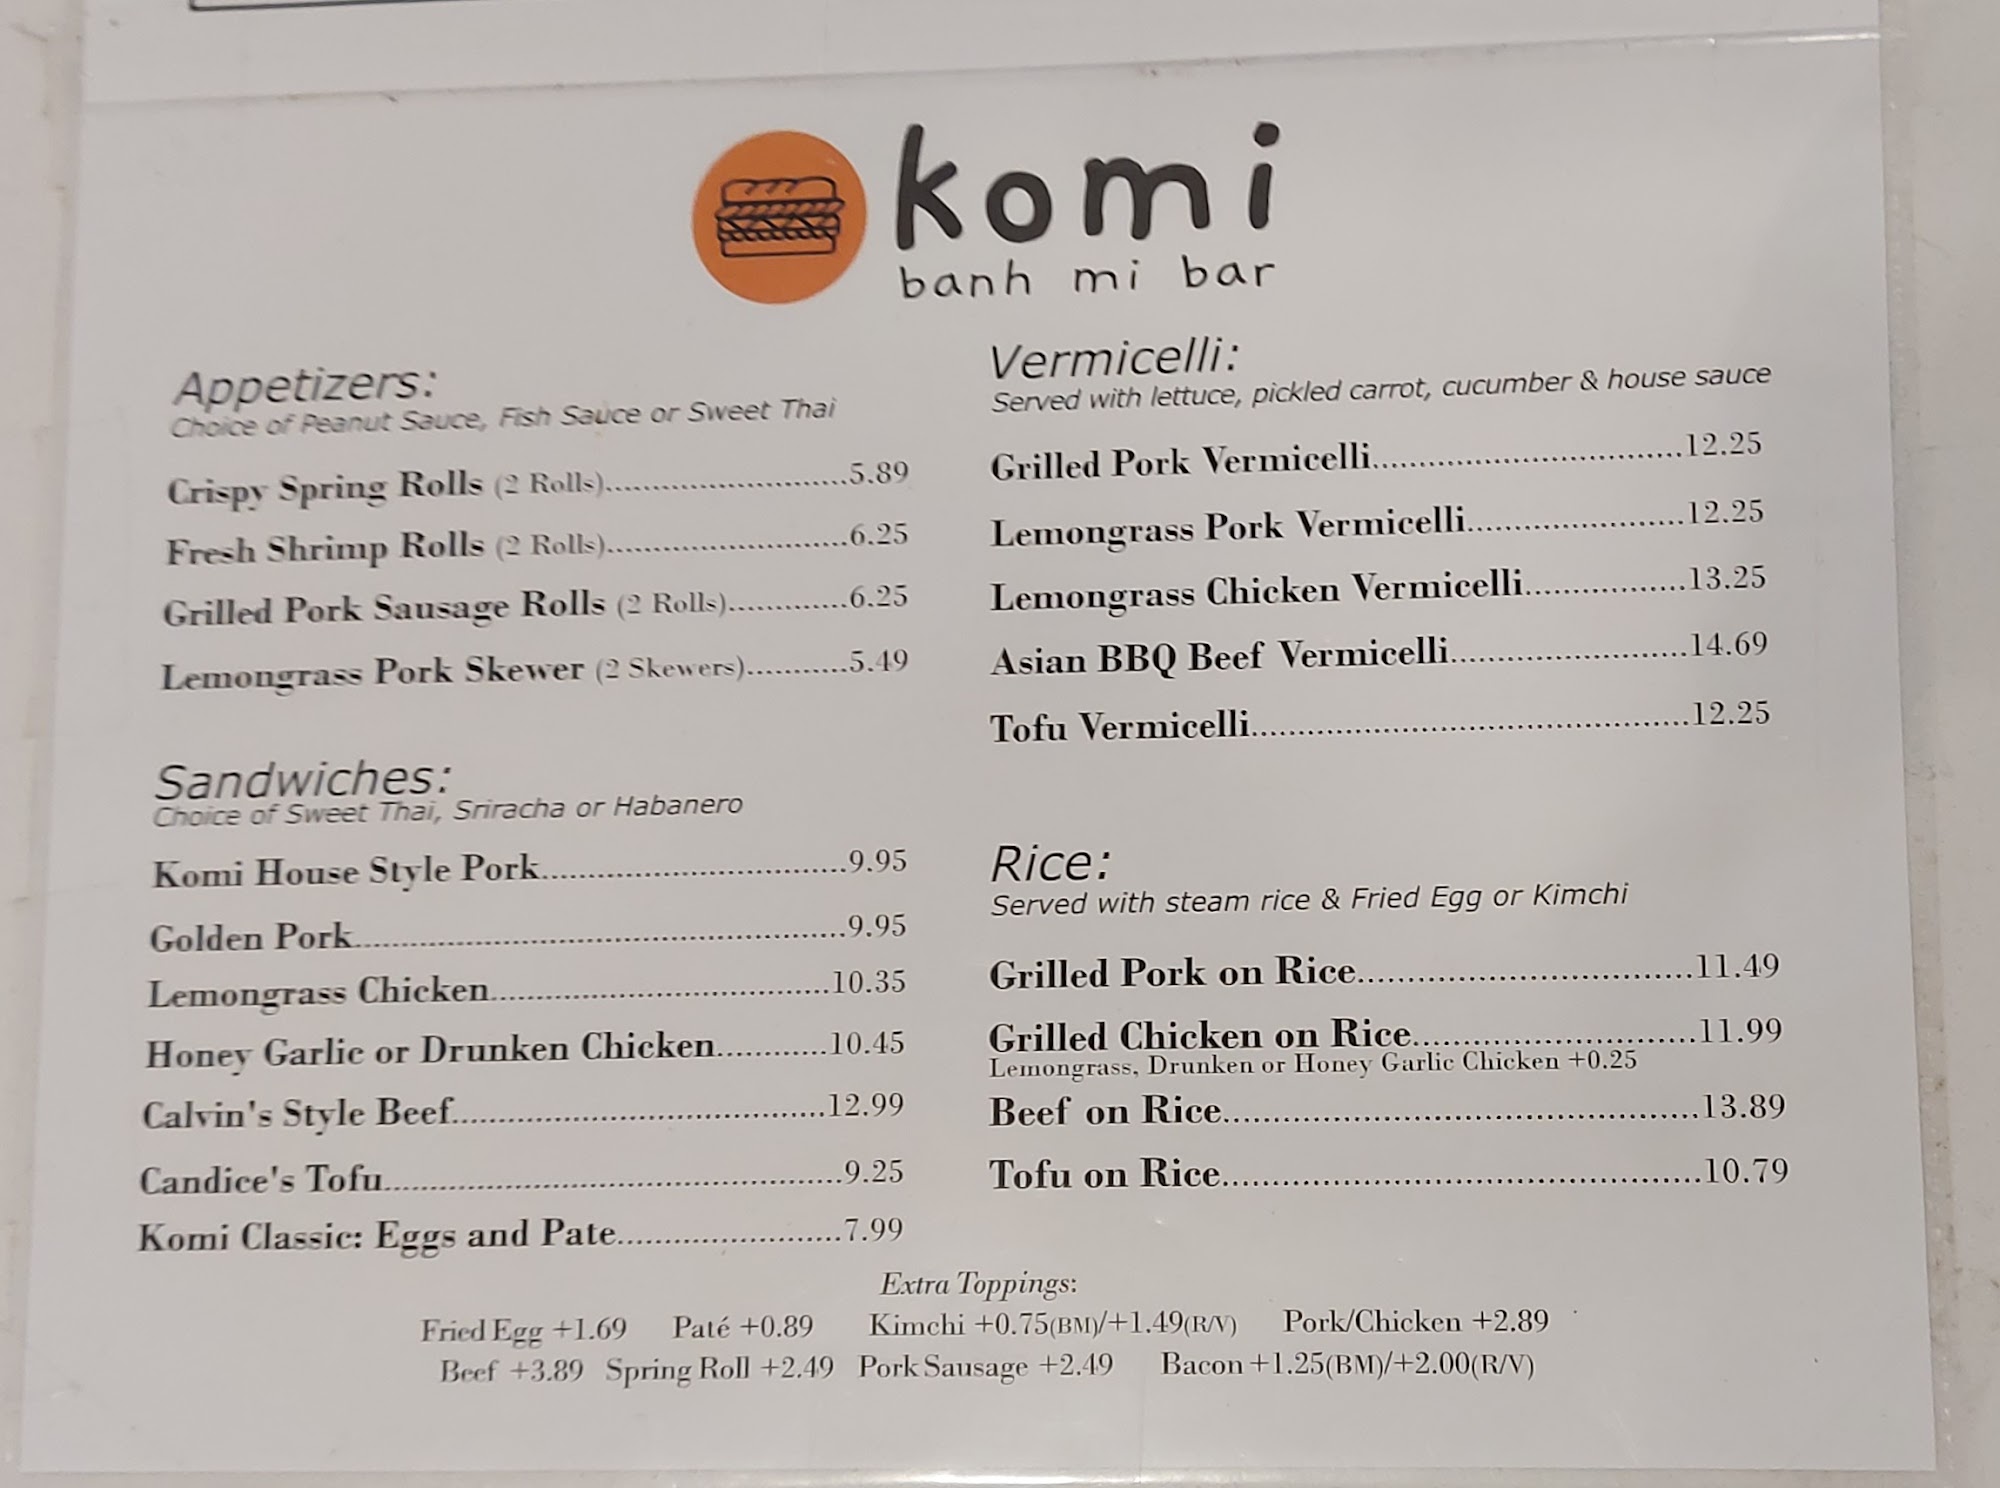 komi
banh mi bar
Appetizers:
Choice of Peanut Sauce, Fish Sauce or Sweet Thai
Crispy Spring Rolls (2 Rolls)..........................5.89
Fresh Shrimp Rolls (2 Rolls)..........................6.25
Grilled Pork Sausage Rolls (2 Rolls).............6.25
Lemongrass Pork Skewer (2 Skewers)...........5.49
Sandwiches:
Choice of Sweet Thai, Sriracha or Habanero
Komi House Style Pork................................9.95
Golden Pork....................................................9.95
Lemongrass Chicken....................................10.35
Honey Garlic or Drunken Chicken............10.45
Calvin's Style Beef.......................................12.99
Candice's Tofu................................................9.25
Komi Classic: Eggs and Pate........................7.99
Vermicelli:
Served with lettuce, pickled carrot, cucumber & house sauce
Grilled Pork Vermicelli.................................12.25
Lemongrass Pork Vermicelli.......................12.25
Lemongrass Chicken Vermicelli.................13.25
Asian BBQ Beef Vermicelli.........................14.69
Tofu Vermicelli..............................................12.25
Rice:
Served with steam rice & Fried Egg or Kimchi
Grilled Pork on Rice...................................11.49
Grilled Chicken on Rice..............................11.99
Lemongrass, Drunken or Honey Garlic Chicken +0.25
Beef on Rice..................................................13.89
Tofu on Rice..................................................10.79
Extra Toppings:
Fried Egg +1.69 Paté +0.89 Kimchi +0.75(BM)/+1.49(R/V) Pork/Chicken +2.89
Beef +3.89 Spring Roll +2.49 Pork Sausage +2.49 Bacon +1.25(BM)/+2.00(R/V)